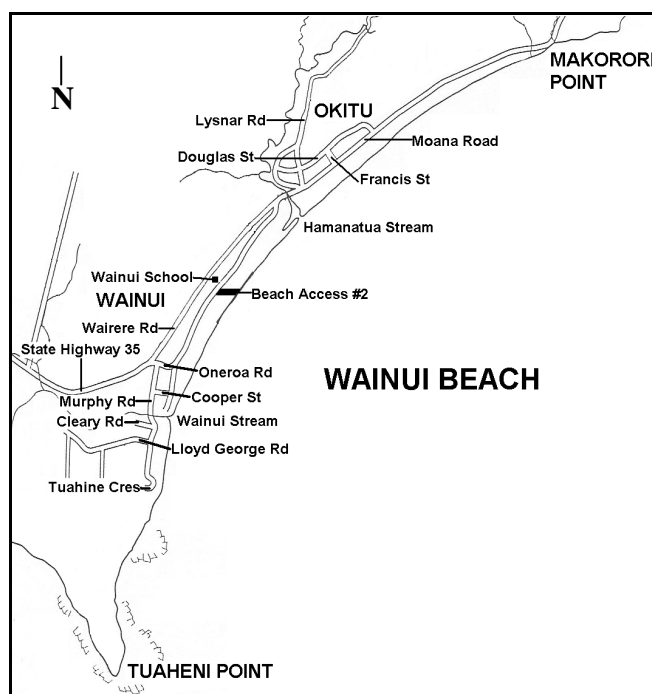 MAKORORI
POINT
N
OKITU
Lysnar Rd
Moana Road
Douglas St
Francis St
Hamanatua Stream
Wainui School
Beach Access #2
WAINUI
Wairere Rd
State Highway 35
Oneroa Rd
WAINUI BEACH
Murphy Rd
Cooper St
Cleary Rd
Wainui Stream
Lloyd George Rd
Tuahine Cres
TUAHENI POINT